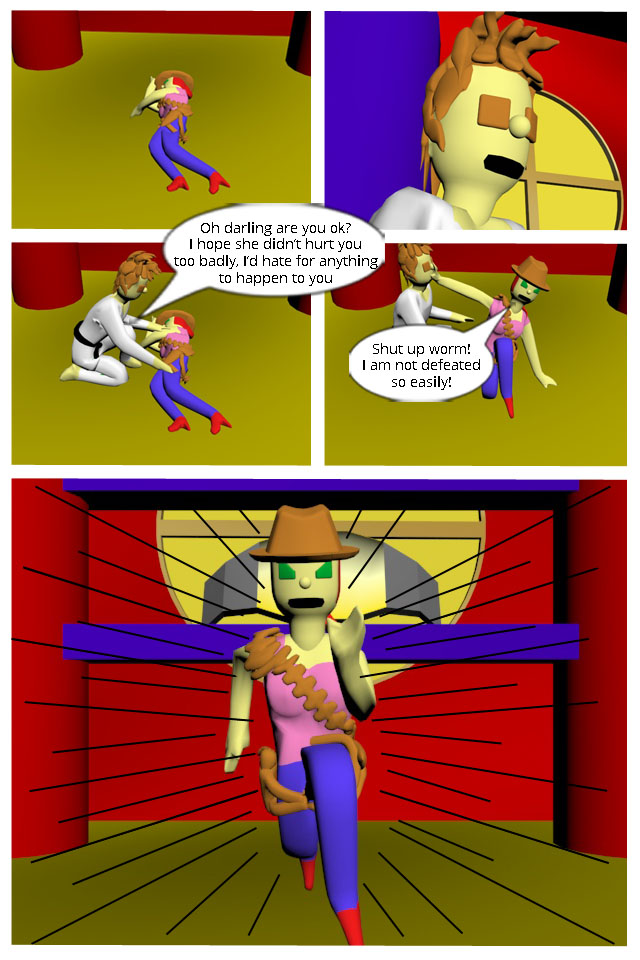 Oh darling are you ok?
I hope she didn't hurt you
too badly, I'd hate for anything
to happen to you
Shut up worm!
I am not defeated
so easily!